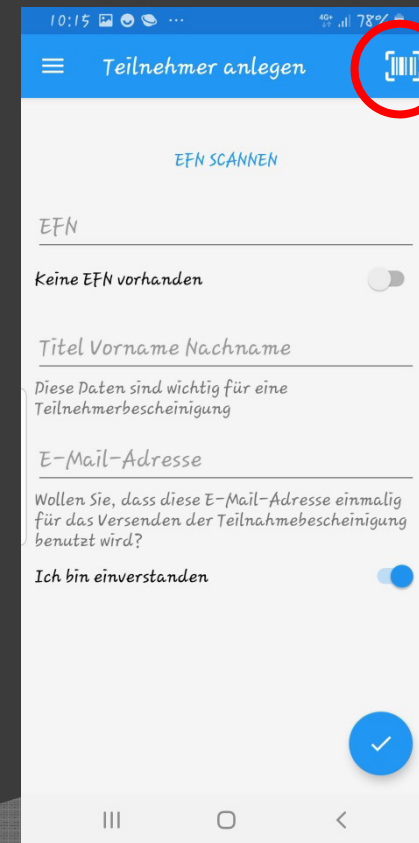 10:15
4G+ 78%
Teilnehmer anlegen
EFN SCANNEN
EFN
Keine EFN vorhanden
Titel Vorname Nachname
Diese Daten sind wichtig für eine
Teilnehmerbescheinigung
E-Mail-Adresse
Wollen Sie, dass diese E-Mail-Adresse einmalig
für das Versenden der Teilnahmebescheinigung
benutzt wird?
Ich bin einverstanden